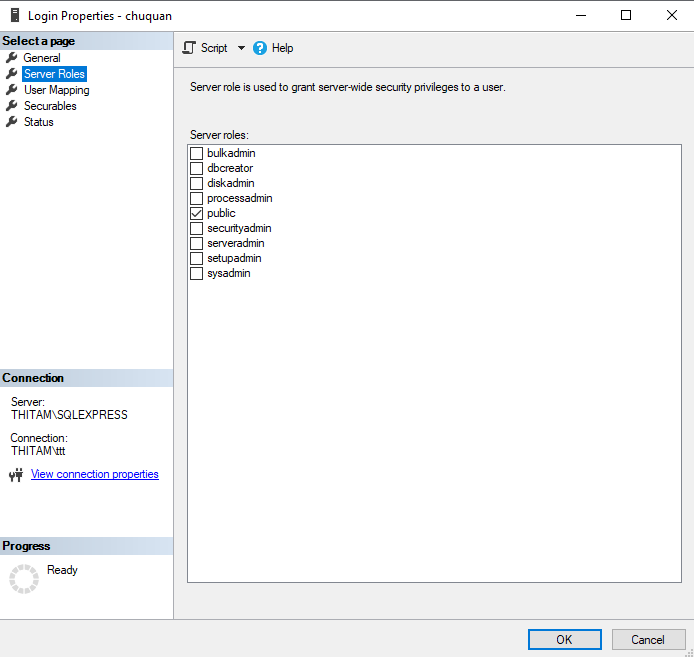 Login Properties - chuquan
Select a page
General
Server Roles
User Mapping
Securables
Status
Script
Help
Server role is used to grant server-wide security privileges to a user.
Server roles:
bulkadmin
dbcreator
diskadmin
processadmin
public
securityadmin
serveradmin
setupadmin
sysadmin
Connection
Server:
THITAM\SQLEXPRESS
Connection:
THITAM\ttt
View connection properties
Progress
Ready
OK
Cancel